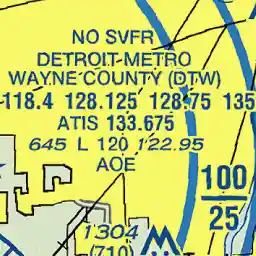 NO SVFR
DETROIT METRO
WAYNE COUNTY (DTW)
118.4 128.125 128.75 135
ATIS 133.675
645 L 120 122.95
AOE
100
25
1304
(710)